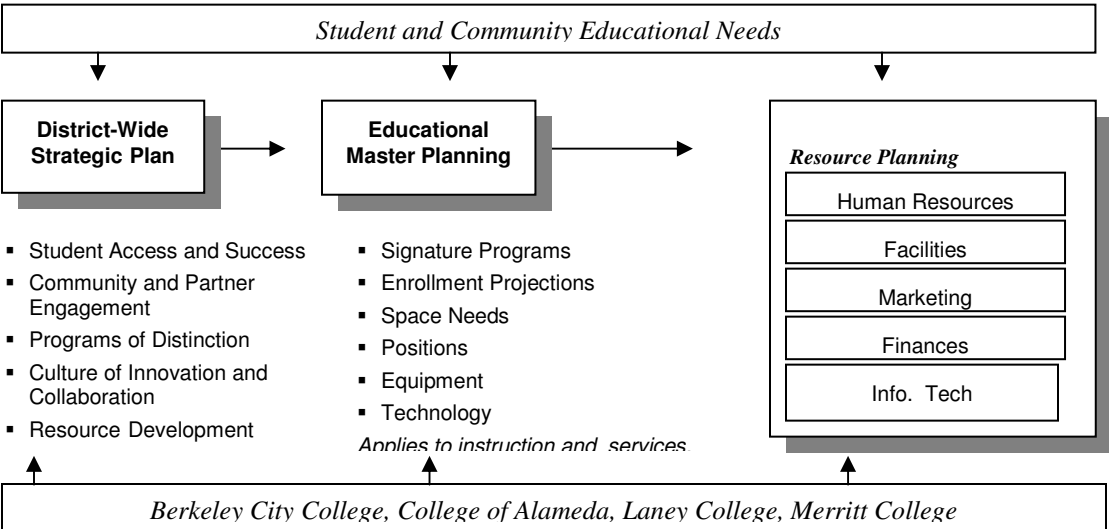 Student and Community Educational Needs
District-Wide
Strategic Plan
Educational
Master Planning
Resource Planning
Human Resources
Facilities
Marketing
Finances
Info. Tech
▪ Student Access and Success
▪ Community and Partner
Engagement
▪ Programs of Distinction
▪ Culture of Innovation and
Collaboration
▪ Resource Development
▪ Signature Programs
▪ Enrollment Projections
▪ Space Needs
▪ Positions
▪ Equipment
▪ Technology
Applies to instruction and services.
Berkeley City College, College of Alameda, Laney College, Merritt College